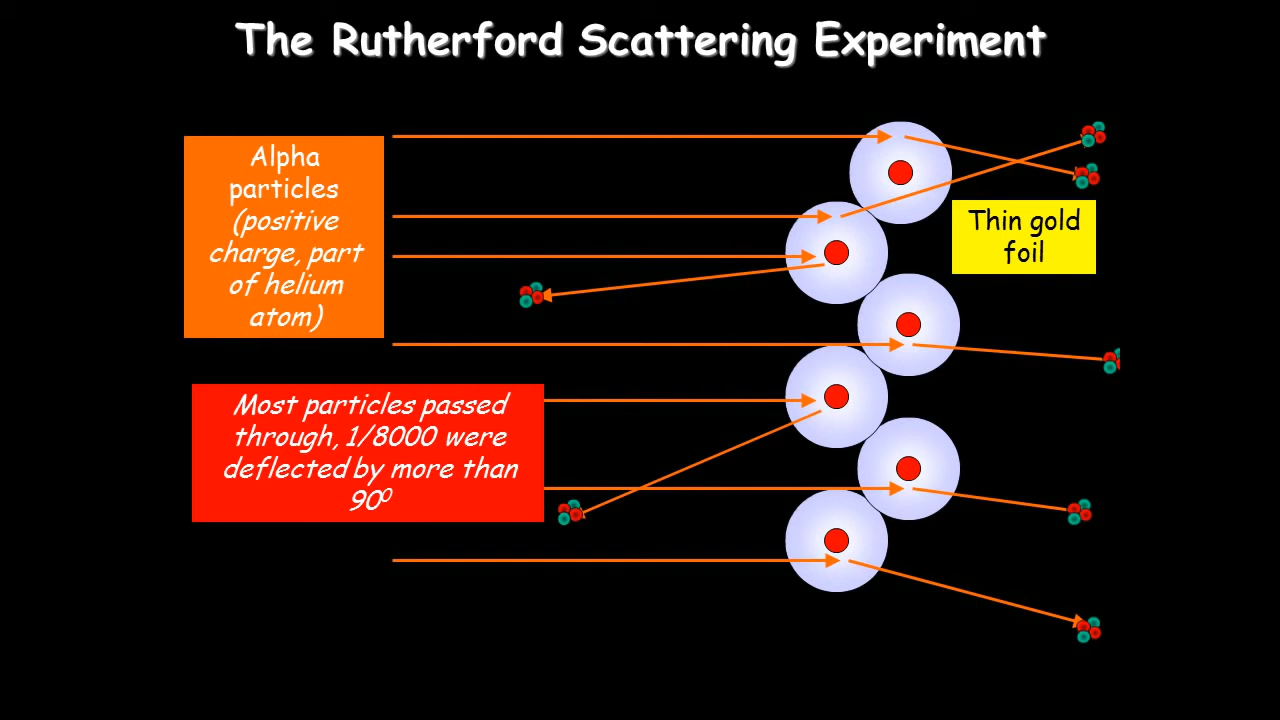 The Rutherford Scattering Experiment
Alpha
particles
(positive
charge, part
of helium
atom)
Thin gold
foil
Most particles passed
through, 1/8000 were
deflected by more than
90⁰